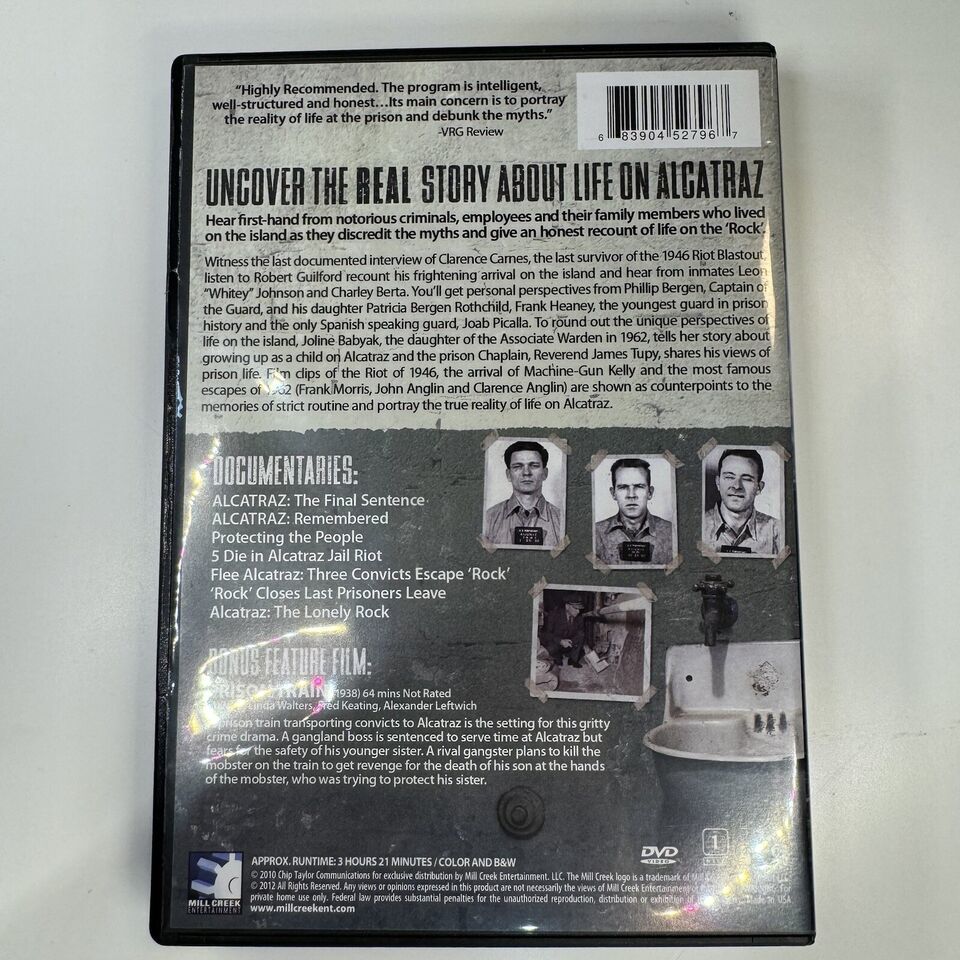 "Highly Recommended. The program is intelligent,
well-structured and honest...Its main concern is to portray
the reality of life at the prison and debunk the myths."
-VRG Review
6 83904 52796 7
UNCOVER THE REAL STORY ABOUT LIFE ON ALCATRAZ
Hear first-hand from notorious criminals, employees and their family members who lived
on the island as they discredit the myths and give an honest recount of life on the 'Rock'.
Witness the last documented interview of Clarence Carnes, the last survivor of the 1946 Riot Blastout,
listen to Robert Guilford recount his frightening arrival on the island and hear from inmates Leon
"Whitey" Johnson and Charley Berta. You'll get personal perspectives from Phillip Bergen, Captain of
the Guard, and his daughter Patricia Bergen Rothchild, Frank Heaney, the youngest guard in prison
history and the only Spanish speaking guard, Joab Picalla. To round out the unique perspectives of
life on the island, Joline Babyak, the daughter of the Associate Warden in 1962, tells her story about
growing up as a child on Alcatraz and the prison Chaplain, Reverend James Tupy, shares his views of
prison life. Film clips of the Riot of 1946, the arrival of Machine-Gun Kelly and the most famous
escapes of 1962 (Frank Morris, John Anglin and Clarence Anglin) are shown as counterpoints to the
memories of strict routine and portray the true reality of life on Alcatraz.
DOCUMENTARIES:
ALCATRAZ: The Final Sentence
ALCATRAZ: Remembered
Protecting the People
5 Die in Alcatraz Jail Riot
Flee Alcatraz: Three Convicts Escape 'Rock'
'Rock' Closes Last Prisoners Leave
Alcatraz: The Lonely Rock
BONUS FEATURE FILM:
PRISON TRAIN (1938) 64 mins Not Rated
Linda Walters, Fred Keating, Alexander Leftwich
A prison train transporting convicts to Alcatraz is the setting for this gritty
crime drama. A gangland boss is sentenced to serve time at Alcatraz but
fears for the safety of his younger sister. A rival gangster plans to kill the
mobster on the train to get revenge for the death of his son at the hands
of the mobster, who was trying to protect his sister.
DVD
VIDEO
1
MILL CREEK
ENTERTAINMENT
APPROX. RUNTIME: 3 HOURS 21 MINUTES / COLOR AND B&W
© 2010 Chip Taylor Communications for exclusive distribution by Mill Creek Entertainment. LLC. The Mill Creek logo is a trademark of
© 2012 All Rights Reserved. Any views or opinions expressed in this product are not necessarily the views of Mill Creek Entertainment For
private home use only. Federal law provides substantial penalties for the unauthorized reproduction, distribution or exhibition of Made in USA.
www.millcreekent.com